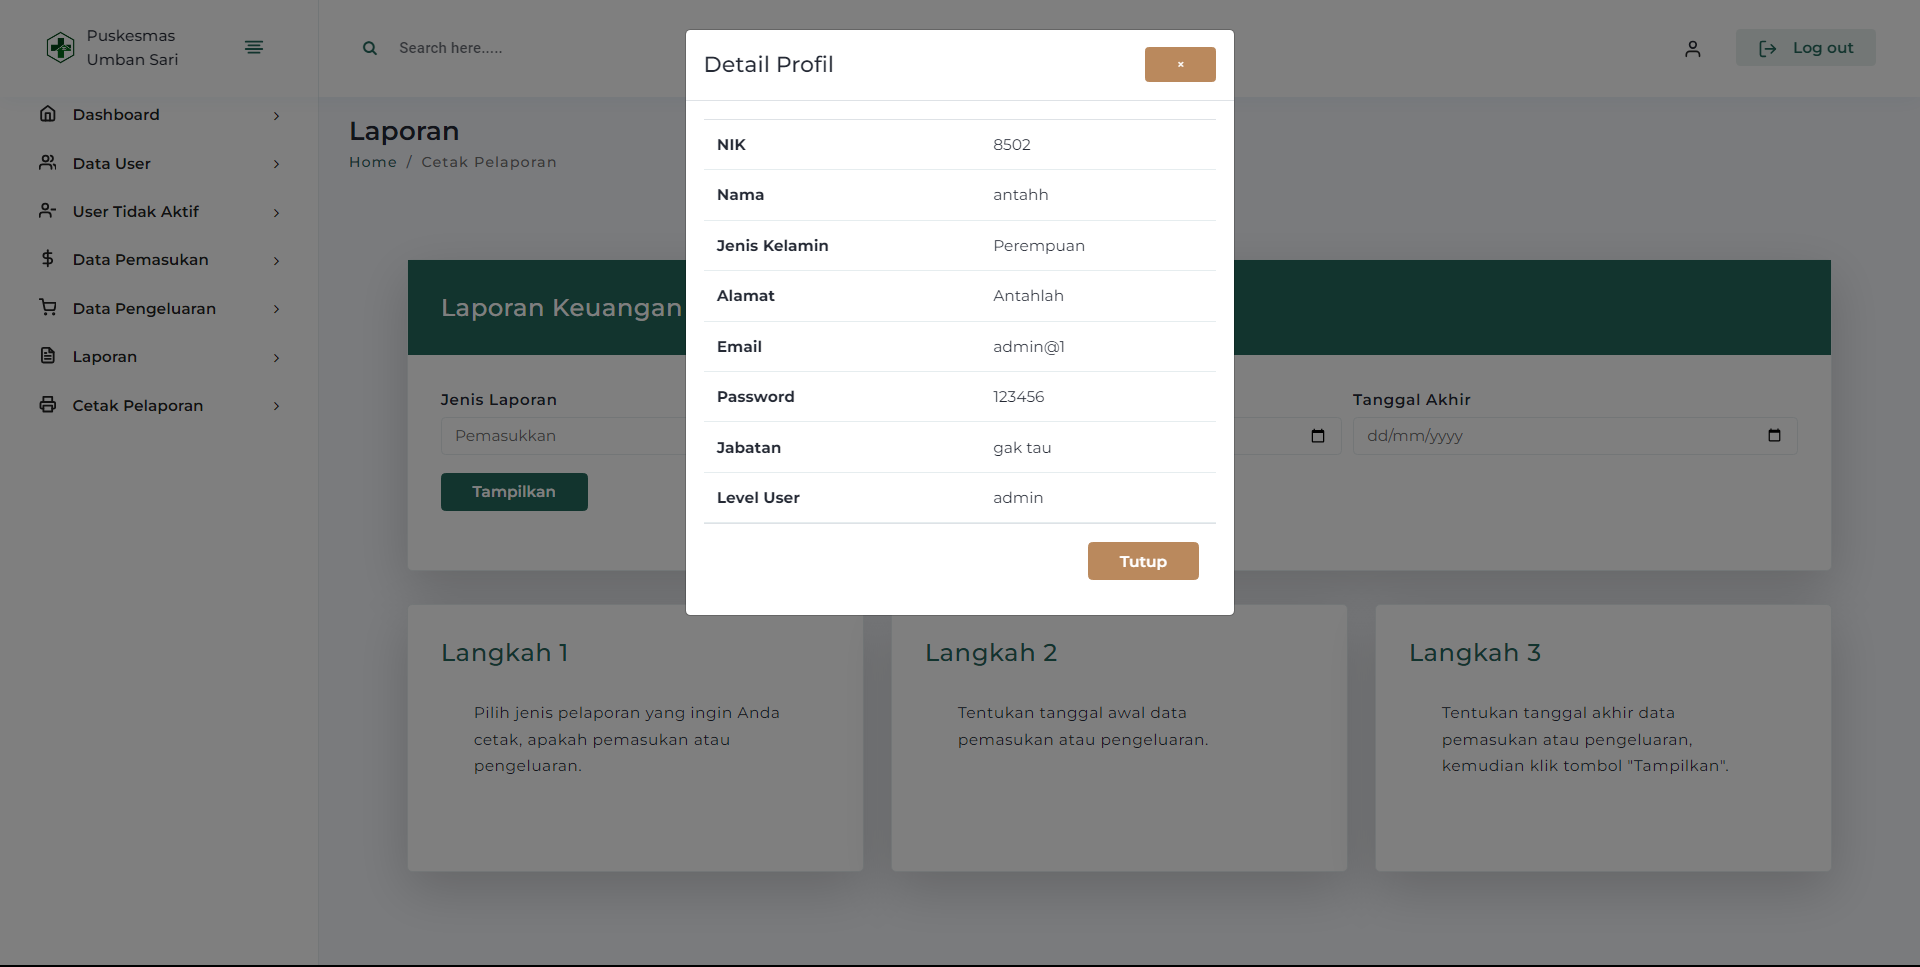 Puskesmas
Umban Sari
Search here.....
Log out
Dashboard
Data User
User Tidak Aktif
Data Pemasukan
Data Pengeluaran
Laporan
Cetak Pelaporan
Laporan
Home / Cetak Pelaporan
Detail Profil
×
NIK 8502
Nama antahh
Jenis Kelamin Perempuan
Alamat Antahlah
Email admin@1
Password 123456
Jabatan gak tau
Level User admin
Tutup
Laporan Keuangan
Jenis Laporan
Tanggal Akhir
Pemasukkan
dd/mm/yyyy
Tampilkan
Langkah 1
Pilih jenis pelaporan yang ingin Anda
cetak, apakah pemasukan atau
pengeluaran.
Langkah 2
Tentukan tanggal awal data
pemasukan atau pengeluaran.
Langkah 3
Tentukan tanggal akhir data
pemasukan atau pengeluaran,
kemudian klik tombol "Tampilkan".